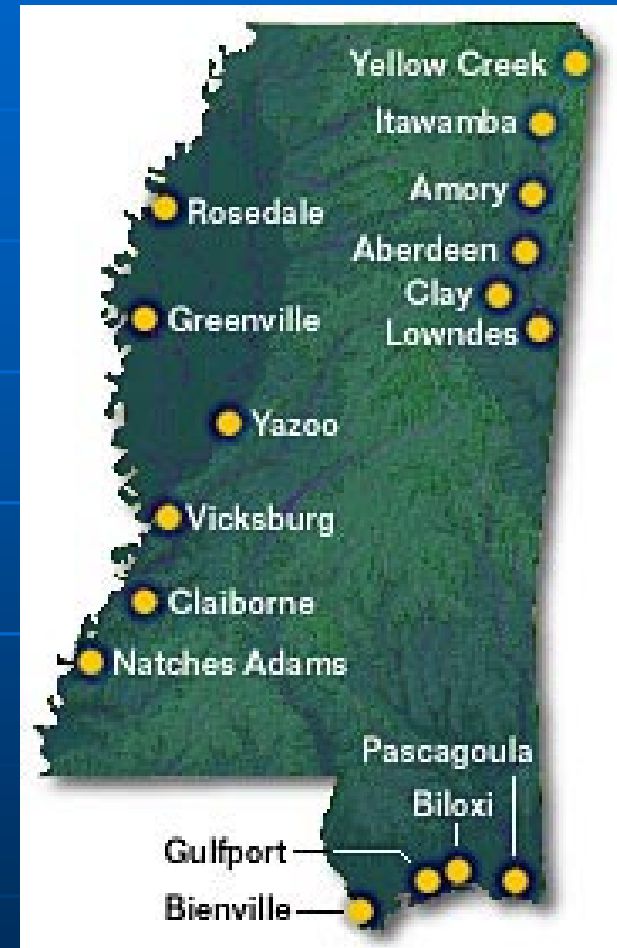 Yellow Creek
Itawamba
Amory
Rosedale
Aberdeen
Clay
Greenville
Lowndes
Yazoo
Vicksburg
Claiborne
Natches Adams
Pascagoula
Biloxi
Gulfport
Bienville